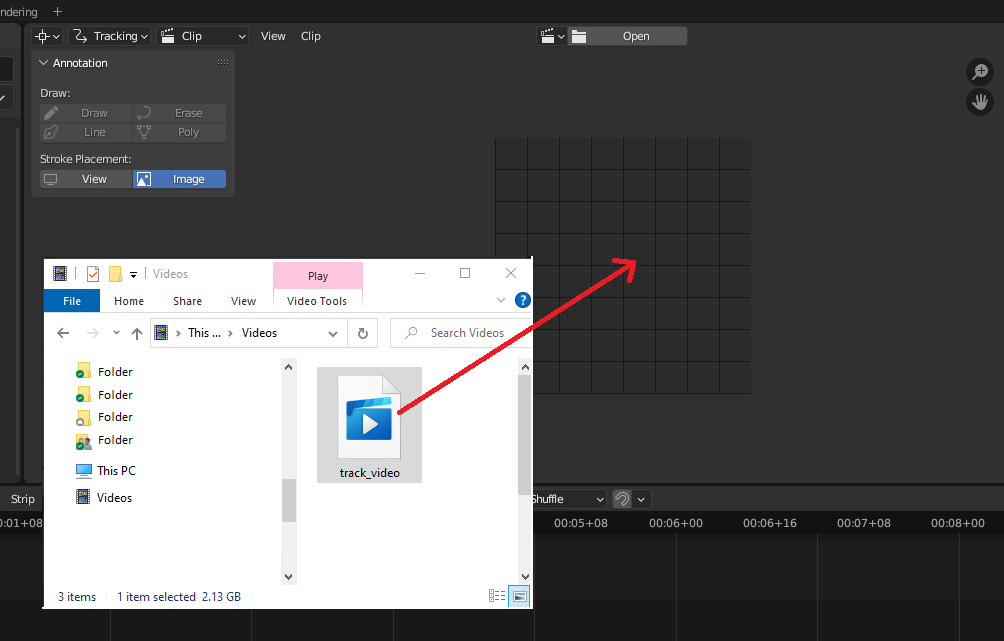 ndering +
Tracking Clip View Clip Open
Annotation
Draw:
Draw Erase
Line Poly
Stroke Placement:
View Image
Videos Play
File Home Share View Video Tools
This ... Videos Search Videos
Folder
Folder
Folder
Folder
This PC
Videos
track_video
3 items 1 item selected 2.13 GB
Strip Shuffle
0:01+08 00:05+08 00:06+00 00:06+16 00:07+08 00:08+00